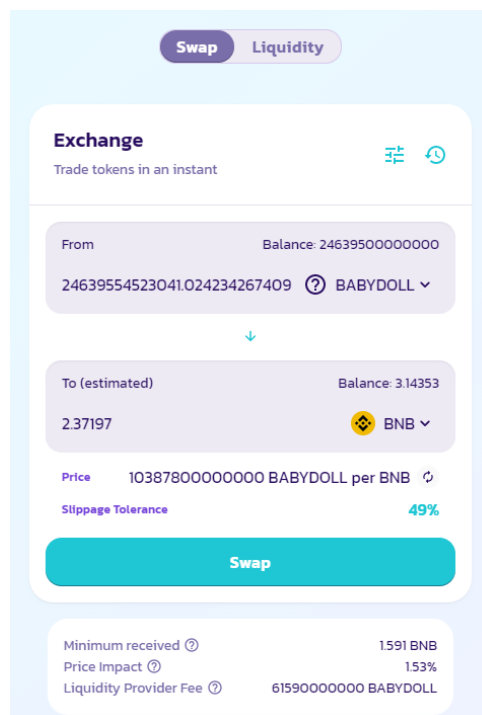 Swap Liquidity
Exchange
Trade tokens in an instant
From Balance: 24639500000000
24639554523041.024234267409 ? BABYDOLL
To (estimated) Balance: 3.14353
2.37197 BNB
Price 10387800000000 BABYDOLL per BNB
Slippage Tolerance 49%
Swap
Minimum received ? 1.591 BNB
Price Impact ? 1.53%
Liquidity Provider Fee ? 61590000000 BABYDOLL